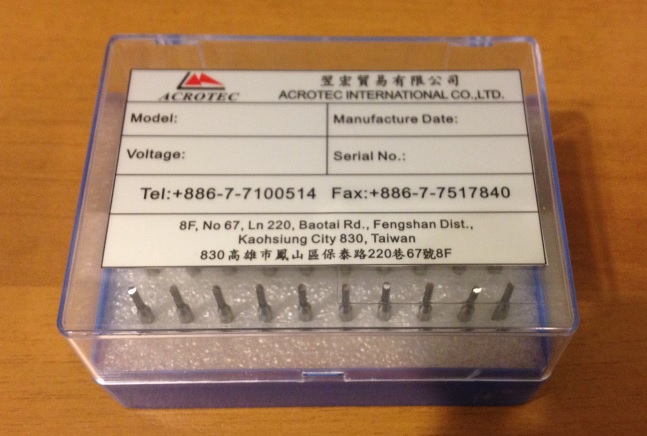 ACROTEC
翌宏貿易有限公司
ACROTEC INTERNATIONAL CO.,LTD.
Model:
Manufacture Date:
Voltage:
Serial No.:
Tel:+886-7-7100514 Fax:+886-7-7517840
8F, No 67, Ln 220, Baotai Rd., Fengshan Dist.,
Kaohsiung City 830, Taiwan
830高雄市鳳山區保泰路220巷67號8F